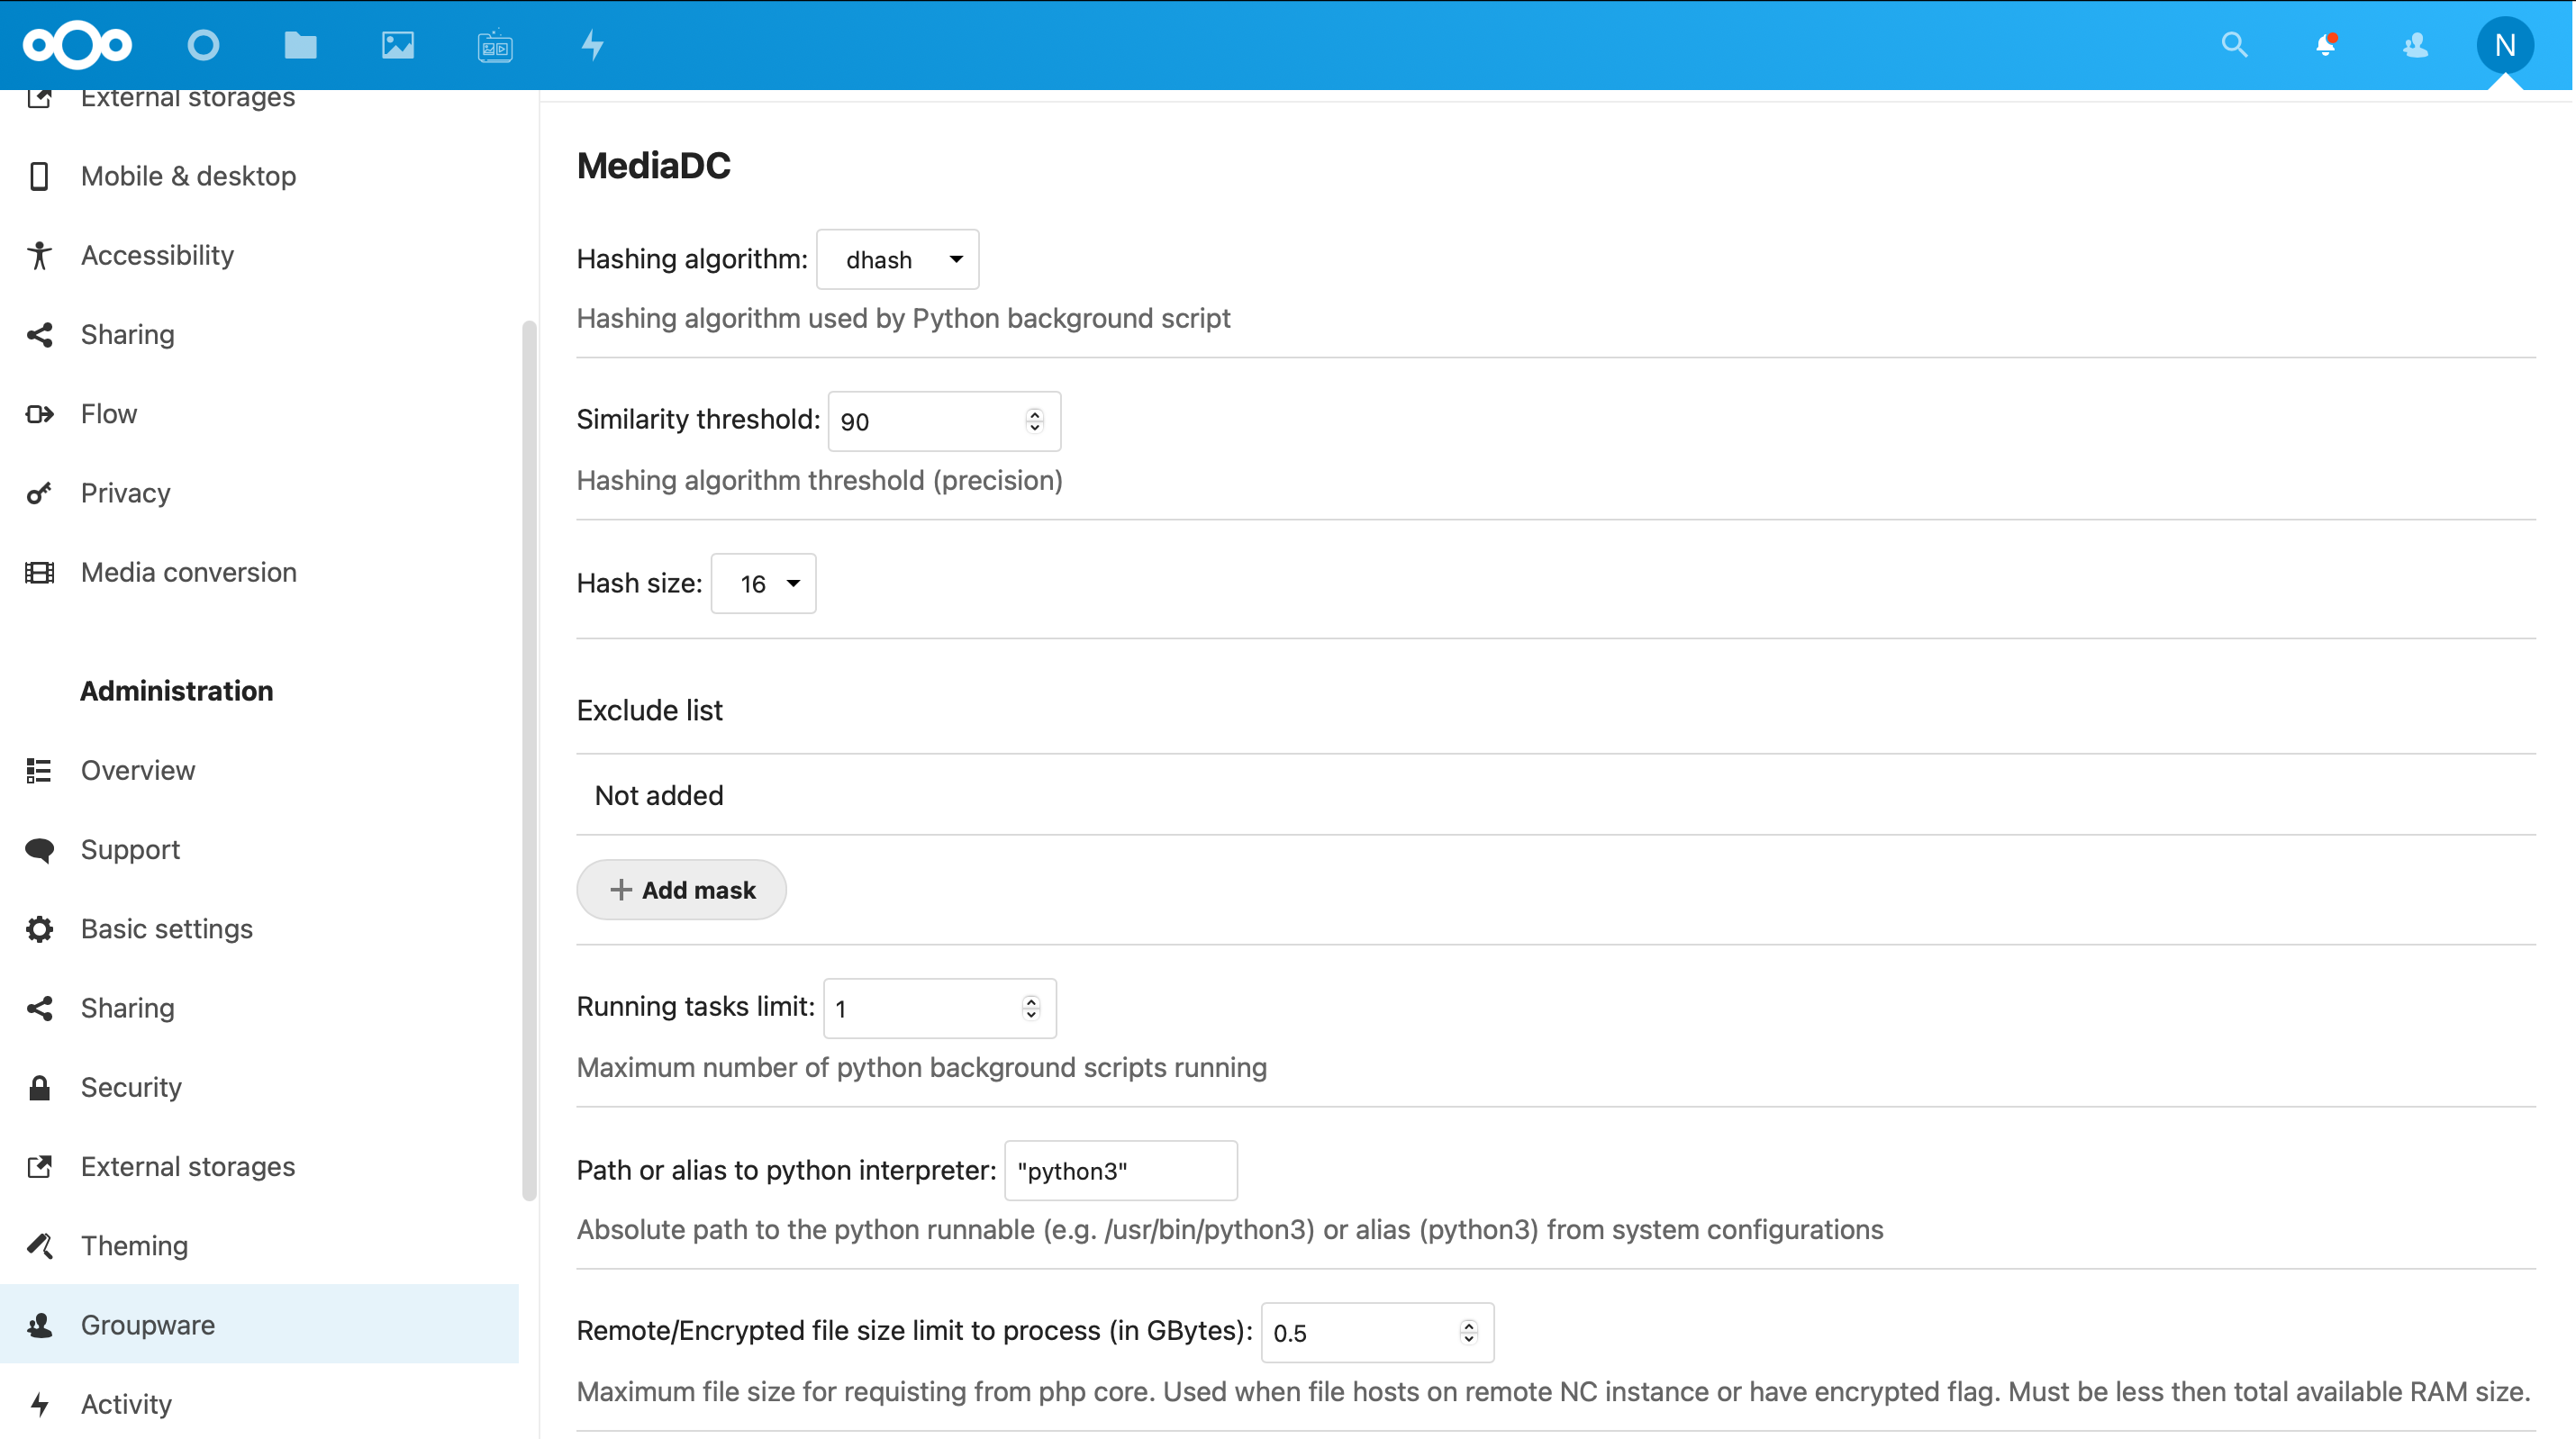 N
External storages
Mobile & desktop
Accessibility
Sharing
Flow
Privacy
Media conversion
Administration
Overview
Support
Basic settings
Sharing
Security
External storages
Theming
Groupware
Activity
MediaDC
Hashing algorithm: dhash
Hashing algorithm used by Python background script
Similarity threshold: 90
Hashing algorithm threshold (precision)
Hash size: 16
Exclude list
Not added
Add mask
Running tasks limit: 1
Maximum number of python background scripts running
Path or alias to python interpreter: "python3"
Absolute path to the python runnable (e.g. /usr/bin/python3) or alias (python3) from system configurations
Remote/Encrypted file size limit to process (in GBytes): 0.5
Maximum file size for requisting from php core. Used when file hosts on remote NC instance or have encrypted flag. Must be less then total available RAM size.